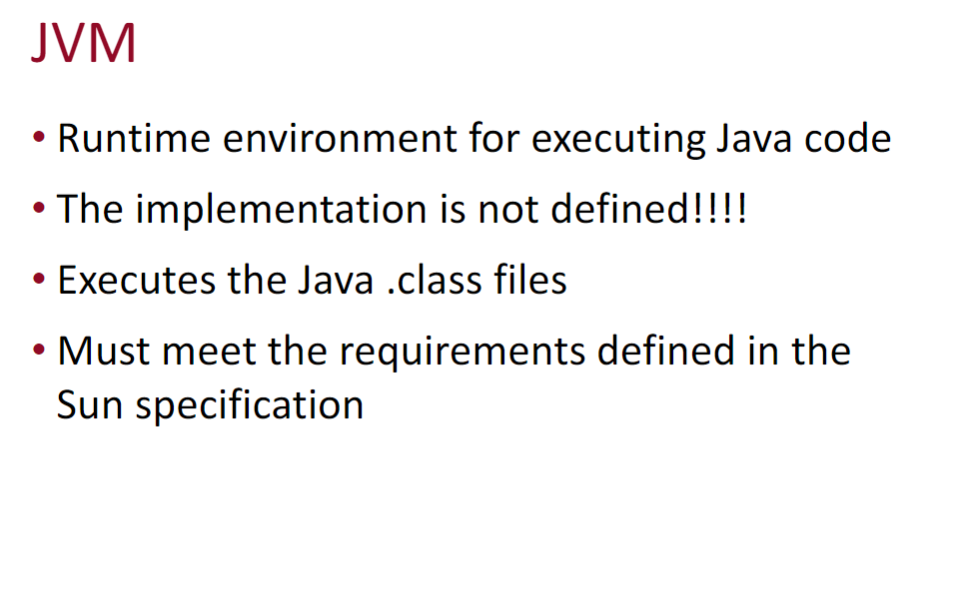 JVM
• Runtime environment for executing Java code
• The implementation is not defined!!!!
• Executes the Java .class files
• Must meet the requirements defined in the
Sun specification